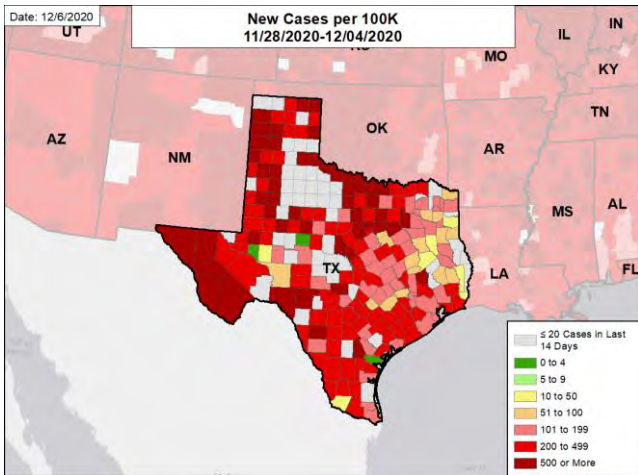 Date: 12/6/2020
New Cases per 100K
11/28/2020-12/04/2020
UT
MO
IL
IN
KY
TN
AZ
NM
OK
AR
MS
AL
TX
LA
FL
≤ 20 Cases in Last
14 Days
0 to 4
5 to 9
10 to 50
51 to 100
101 to 199
200 to 499
500 or More